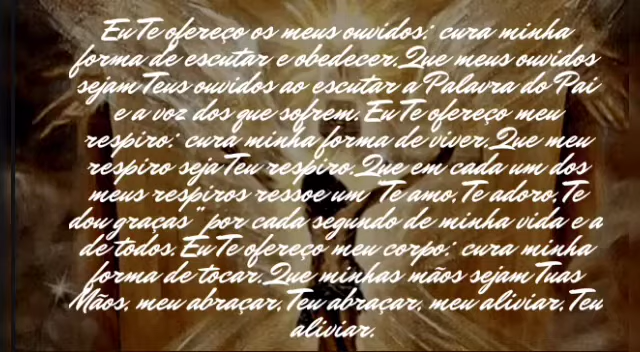 Eu Te ofereço os meus ouvidos: cura minha
forma de escutar e obedecer. Que meus ouvidos
sejam Teus ouvidos ao escutar a Palavra do Pai
e a voz dos que sofrem. Eu Te ofereço meu
respiro: cura minha forma de viver. Que meu
respiro seja Teu respiro. Que em cada um dos
meus respiros ressoe um "Te amo, Te adoro, Te
dou graças" por cada segundo de minha vida e a
de todos. Eu Te ofereço meu corpo: cura minha
forma de tocar. Que minhas mãos sejam Tuas
Mãos, meu abraçar, Teu abraçar, meu aliviar, Teu
aliviar.